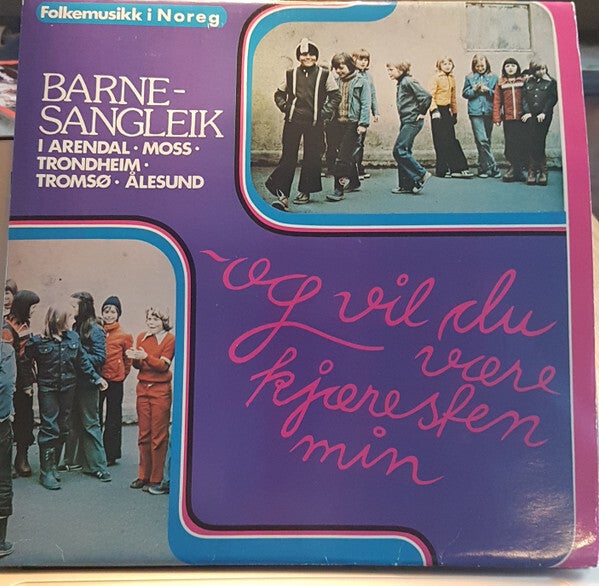 Folkemusikk i Noreg
BARNE-
SANGLEIK
I ARENDAL · MOSS ·
TRONDHEIM ·
TROMSØ · ÅLESUND
- og vil du
være
kjæresten
min